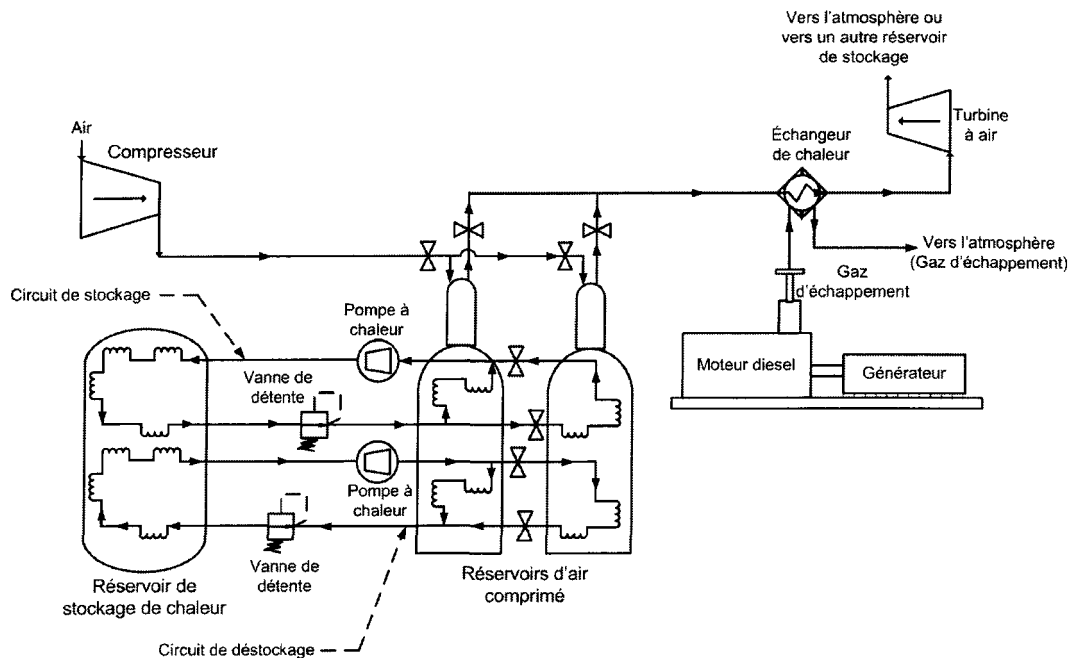 Vers l'atmosphère ou
vers un autre réservoir
de stockage
Air
Compresseur
Échangeur
de chaleur
Turbine
à air
Vers l'atmosphère
(Gaz d'échappement)
Gaz
d'échappement
Circuit de stockage
Pompe à
chaleur
Vanne de
détente
Moteur diesel
Générateur
Pompe à
chaleur
Vanne de
détente
Réservoir de
stockage de chaleur
Réservoirs d'air
comprimé
Circuit de déstockage